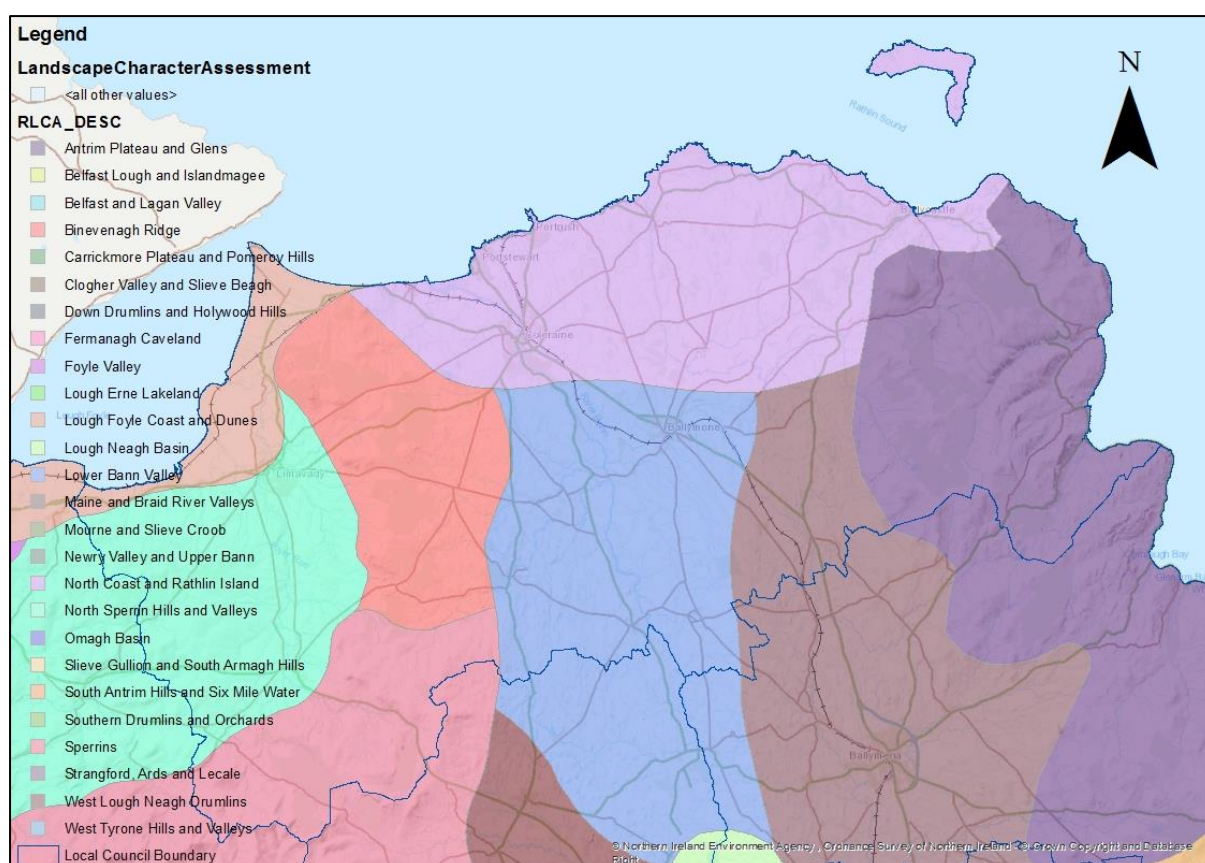 Legend
LandscapeCharacterAssessment
<all other values>
RLCA_DESC
Antrim Plateau and Glens
Belfast Lough and Islandmagee
Belfast and Lagan Valley
Binevenagh Ridge
Carrickmore Plateau and Pomeroy Hills
Clogher Valley and Slieve Beagh
Down Drumlins and Holywood Hills
Fermanagh Caveland
Foyle Valley
Lough Erne Lakeland
Lough Foyle Coast and Dunes
Lough Neagh Basin
Lower Bann Valley
Maine and Braid River Valleys
Mourne and Slieve Croob
Newry Valley and Upper Bann
North Coast and Rathlin Island
North Sperrin Hills and Valleys
Omagh Basin
Slieve Gullion and South Armagh Hills
South Antrim Hills and Six Mile Water
Southern Drumlins and Orchards
Sperrins
Strangford, Ards and Lecale
West Lough Neagh Drumlins
West Tyrone Hills and Valleys
Local Council Boundary
N
Rathlin Sound
Portrush
Portstewart
Coleraine
Ballymoney
Limavady
Ballymena
© Northern Ireland Environment Agency, Ordnance Survey of Northern Ireland © Crown Copyright and Database
Right